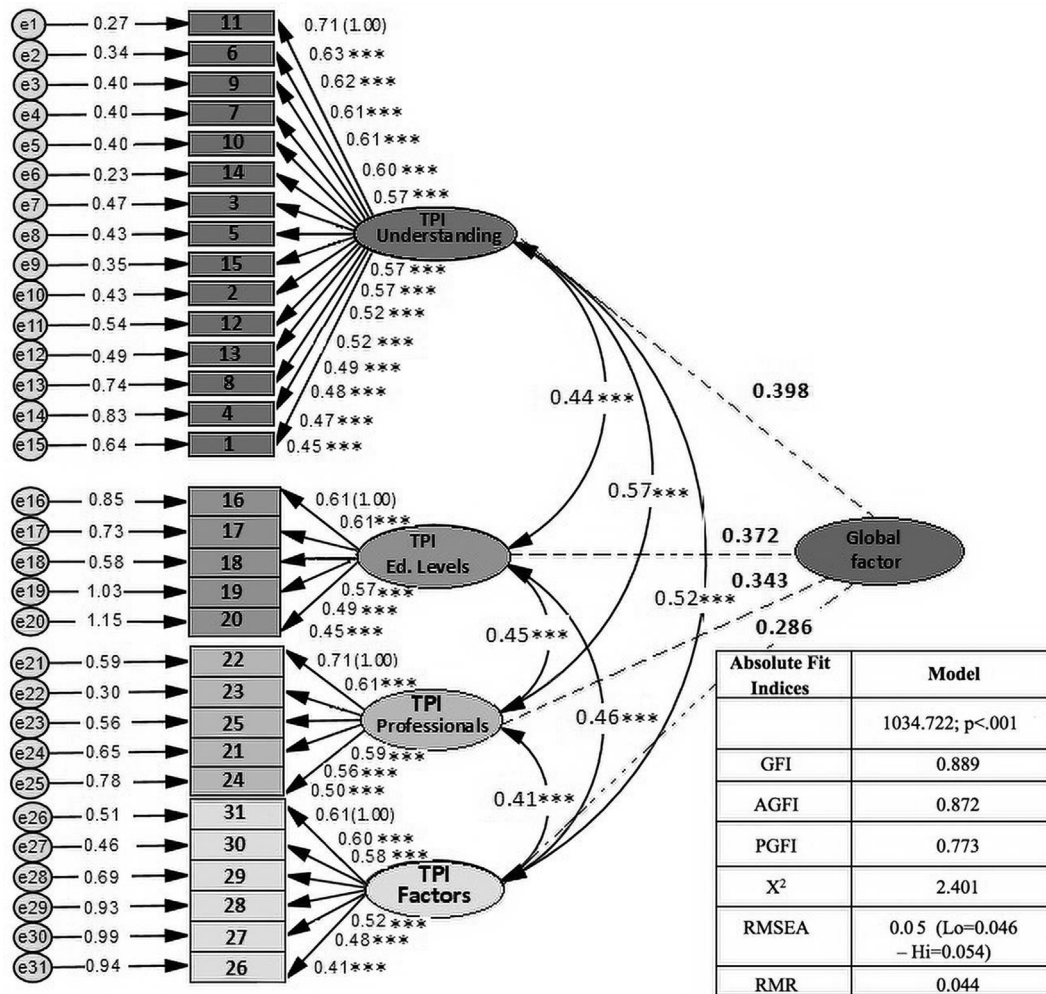 e1 0.27 11 0.71 (1.00)
e2 0.34 6 0.63 ***
e3 0.40 9 0.62 ***
e4 0.40 7 0.61***
e5 0.40 10 0.61 ***
e6 0.23 14 0.60 ***
e7 0.47 3 0.57 ***
e8 0.43 5
TPI
Understanding
e9 0.35 15 0.57 ***
e10 0.43 2 0.57 ***
e11 0.54 12 0.52 ***
e12 0.49 13 0.52 ***
e13 0.74 8 0.49 ***
0.48 ***
e14 0.83 4 0.47 ***
e15 0.64 1 0.45 ***
0.44 ***
0.398
0.57***
e16 0.85 16 0.61(1.00)
e17 0.73 17 0.61***
e18 0.58 18
TPI
Ed. Levels
0.372
Global
factor
e19 1.03 19 0.57***
0.49 ***
e20 1.15 20 0.45 ***
0.343
0.52***
0.45***
0.286
e21 0.59 22 0.71(1.00)
e22 0.30 23 0.61***
e23 0.56 25
TPI
Professionals
0.46***
e24 0.65 21 0.59 ***
0.56 ***
e25 0.78 24 0.50 ***
0.41***
e26 0.51 31 0.61(1.00)
e27 0.46 30 0.60 ***
0.58 ***
e28 0.69 29
TPI
Factors
e29 0.93 28 0.52 ***
e30 0.99 27 0.48 ***
e31 0.94 26 0.41***
Absolute Fit
Indices
Model
1034.722; p<.001
GFI 0.889
AGFI 0.872
PGFI 0.773
X² 2.401
RMSEA 0.05 (Lo=0.046
– Hi=0.054)
RMR 0.044